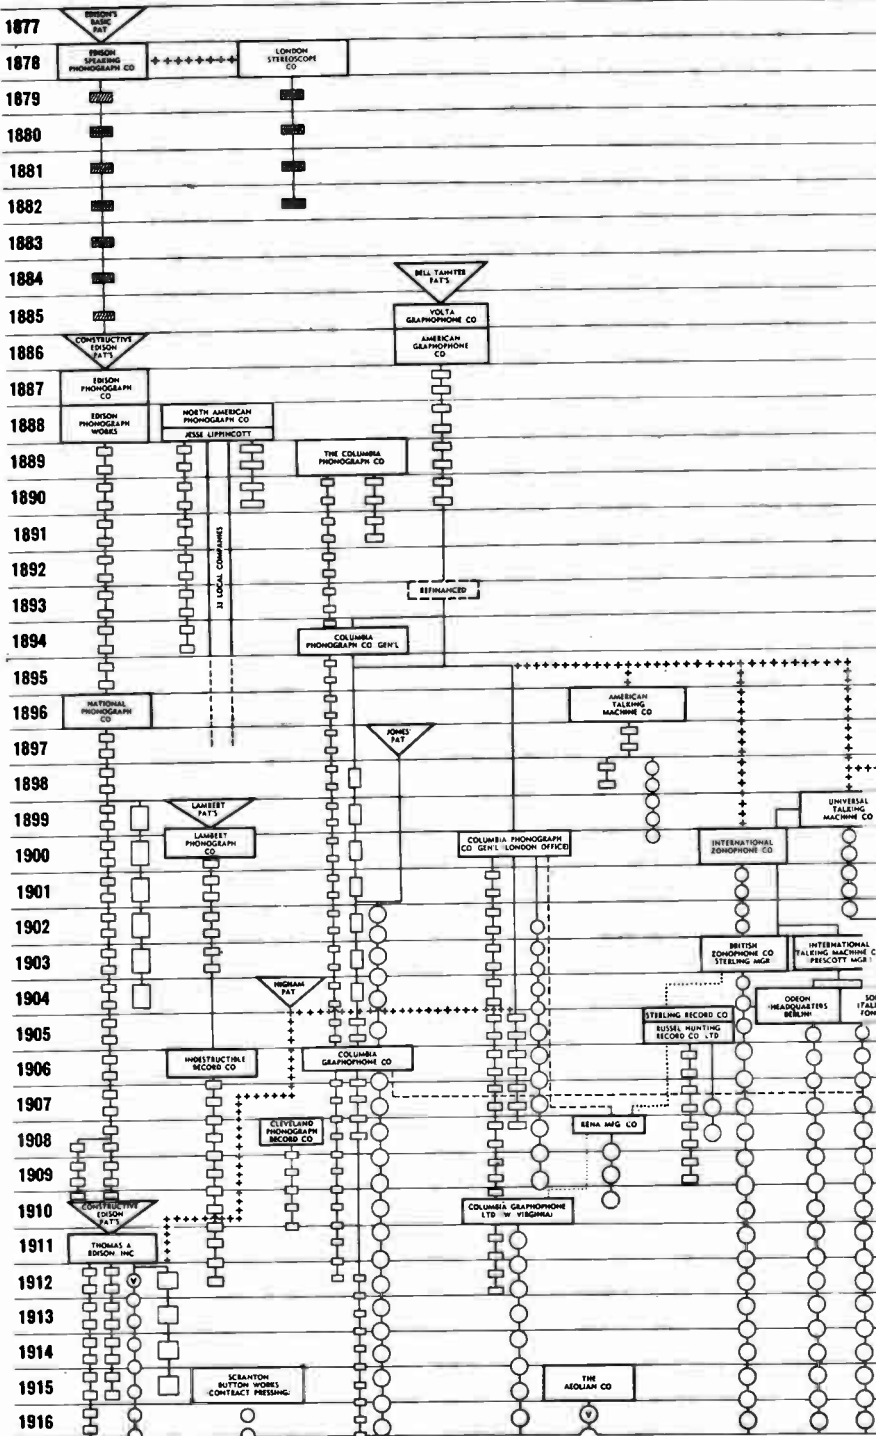 1877
EDISON'S
BASIC
PAT
1878
EDISON
SPEAKING
PHONOGRAPH CO
LONDON
STEREOSCOPE
CO
1879
1880
1881
1882
1883
1884
BELL TAINTER
PAT'S
1885
VOLTA
GRAPHOPHONE CO
1886
CONSTRUCTIVE
EDISON
PAT'S
AMERICAN
GRAPHOPHONE
CO
1887
EDISON
PHONOGRAPH
CO
1888
EDISON
PHONOGRAPH
WORKS
NORTH AMERICAN
PHONOGRAPH CO
JESSE LIPPINCOTT
1889
THE COLUMBIA
PHONOGRAPH CO
1890
1891
33 LOCAL COMPANIES
1892
1893
REFINANCED
1894
COLUMBIA
PHONOGRAPH CO GEN'L
1895
1896
NATIONAL
PHONOGRAPH
CO
AMERICAN
TALKING
MACHINE CO
1897
JONES'
PAT
1898
1899
LAMBERT
PAT'S
UNIVERSAL
TALKING
MACHINE CO
1900
LAMBERT
PHONOGRAPH
CO
COLUMBIA PHONOGRAPH
CO GEN'L (LONDON OFFICE)
INTERNATIONAL
ZONOPHONE CO
1901
1902
1903
BRITISH
ZONOPHONE CO
STERLING MGR
INTERNATIONAL
TALKING MACHINE C
PRESCOTT MGR
1904
HIGHAM
PAT
ODEON
(HEADQUARTERS
BERLIN)
SO
ITAL
FON
1905
STERLING RECORD CO
RUSSEL HUNTING
RECORD CO LTD
1906
INDESTRUCTIBLE
RECORD CO
COLUMBIA
GRAPHOPHONE CO
1907
1908
CLEVELAND
PHONOGRAPH
RECORD CO
RENA MFG CO
1909
1910
CONSTRUCTIVE
EDISON
PAT'S
COLUMBIA GRAPHOPHONE
LTD (W VIRGINIA)
1911
THOMAS A
EDISON INC
1912
V
1913
1914
1915
SCRANTON
BUTTON WORKS
(CONTRACT PRESSING)
THE
AEOLIAN CO
1916
V